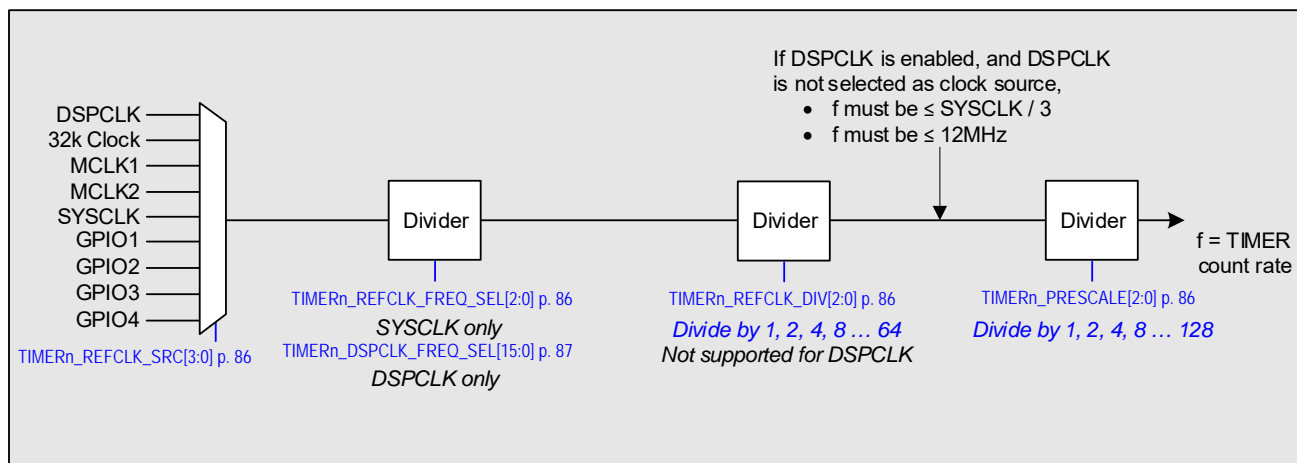 If DSPCLK is enabled, and DSPCLK
is not selected as clock source,
• f must be ≤ SYSCLK / 3
• f must be ≤ 12MHz
DSPCLK
32k Clock
MCLK1
MCLK2
SYSCLK
GPIO1
GPIO2
GPIO3
GPIO4
TIMERn_REFCLK_SRC[3:0] p. 86
Divider
TIMERn_REFCLK_FREQ_SEL[2:0] p. 86
SYSCLK only
TIMERn_DSPCLK_FREQ_SEL[15:0] p. 87
DSPCLK only
Divider
TIMERn_REFCLK_DIV[2:0] p. 86
Divide by 1, 2, 4, 8 … 64
Not supported for DSPCLK
Divider
TIMERn_PRESCALE[2:0] p. 86
Divide by 1, 2, 4, 8 … 128
f = TIMER
count rate